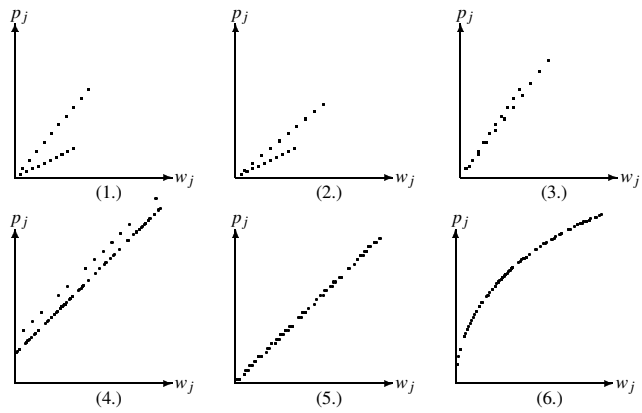 p_j p_j p_j
w_j w_j w_j
(1.) (2.) (3.)
p_j p_j p_j
w_j w_j w_j
(4.) (5.) (6.)